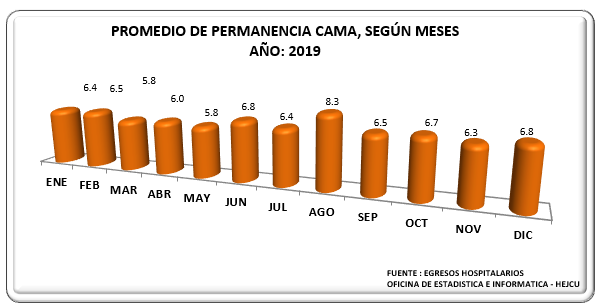 PROMEDIO DE PERMANENCIA CAMA, SEGÚN MESES
AÑO: 2019
6.4 6.5 5.8 6.0 5.8 6.8 6.4 8.3 6.5 6.7 6.3 6.8
ENE FEB MAR ABR MAY JUN JUL AGO SEP OCT NOV DIC
FUENTE : EGRESOS HOSPITALARIOS
OFICINA DE ESTADISTICA E INFORMATICA - HEJCU